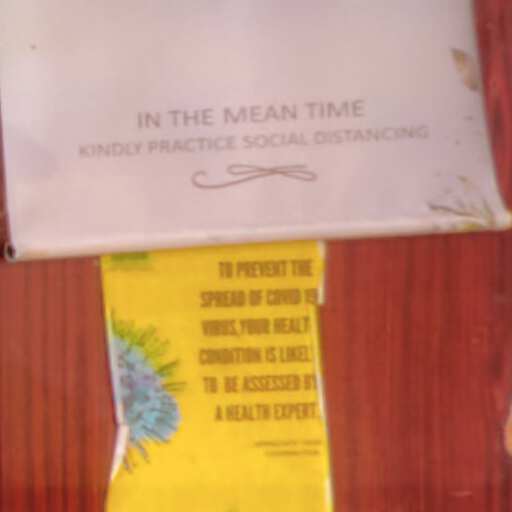 IN THE MEAN TIME
KINDLY PRACTICE SOCIAL DISTANCING
TO PREVENT THE
SPREAD OF COVID 19
VIRUS, YOUR HEALT
CONDITION IS LIKEL
TO BE ASSESSED BY
A HEALTH EXPERT.